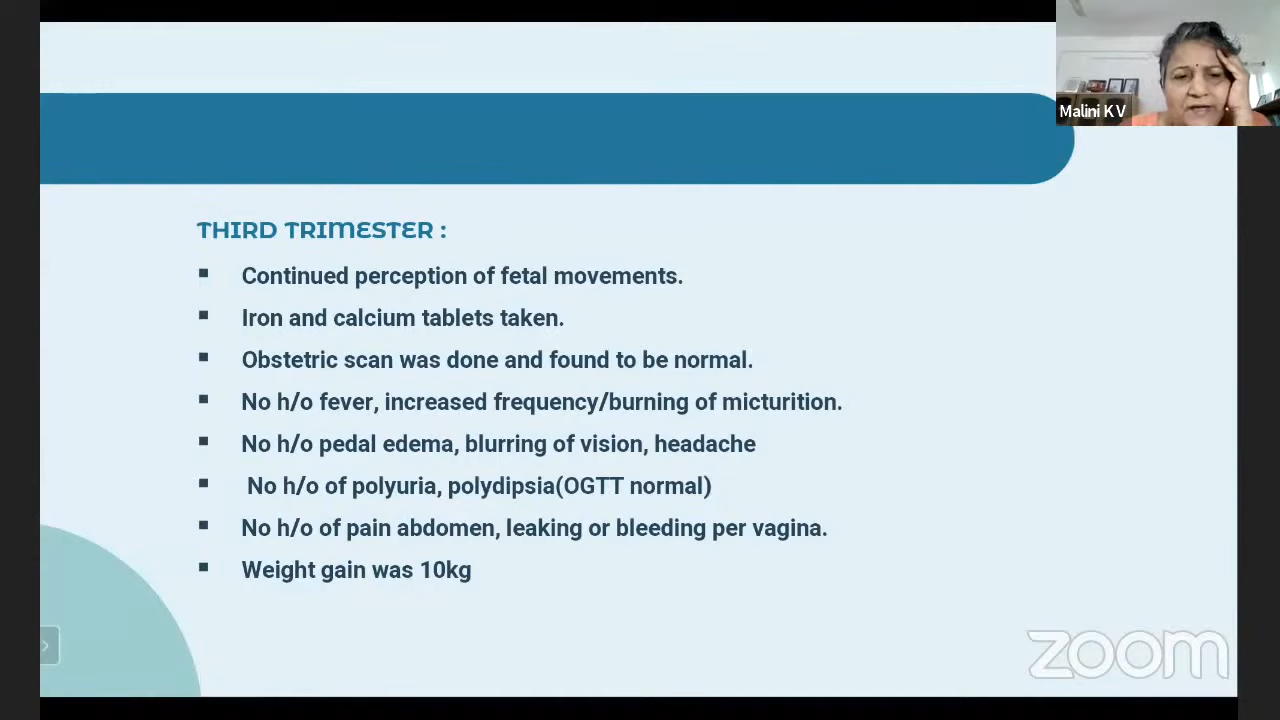 Malini K V
THIRD TRIMESTER :
▪ Continued perception of fetal movements.
▪ Iron and calcium tablets taken.
▪ Obstetric scan was done and found to be normal.
▪ No h/o fever, increased frequency/burning of micturition.
▪ No h/o pedal edema, blurring of vision, headache
▪ No h/o of polyuria, polydipsia(OGTT normal)
▪ No h/o of pain abdomen, leaking or bleeding per vagina.
▪ Weight gain was 10kg
zoom